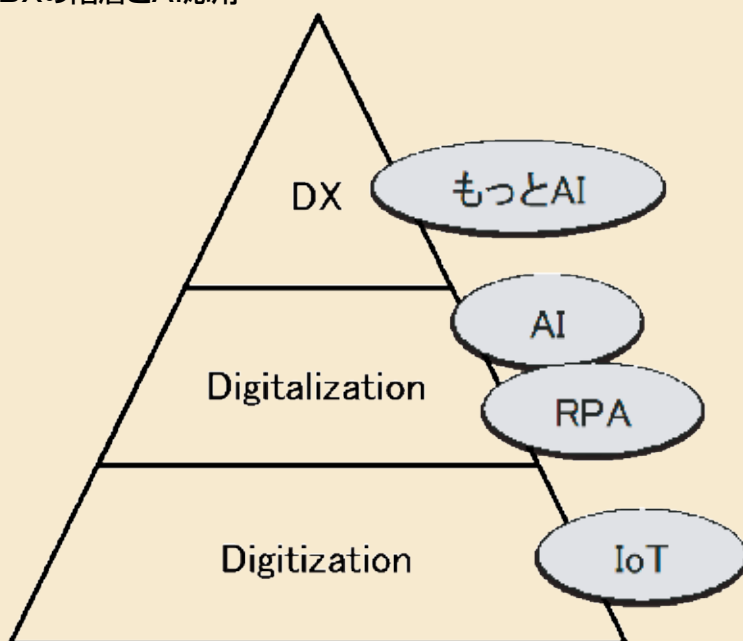 DX
もっとAI
AI
Digitalization
RPA
Digitization
IoT